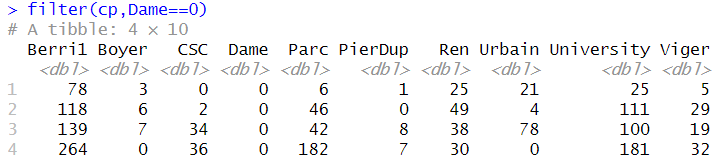 > filter(cp,Dame==0)
# A tibble: 4 × 10
Berri1 Boyer CSC Dame Parc PierDup Ren Urbain University Viger
<dbl> <dbl> <dbl> <dbl> <dbl> <dbl> <dbl> <dbl> <dbl> <dbl>
1 78 3 0 0 6 1 25 21 25 5
2 118 6 2 0 46 0 49 4 111 29
3 139 7 34 0 42 8 38 78 100 19
4 264 0 36 0 182 7 30 0 181 32